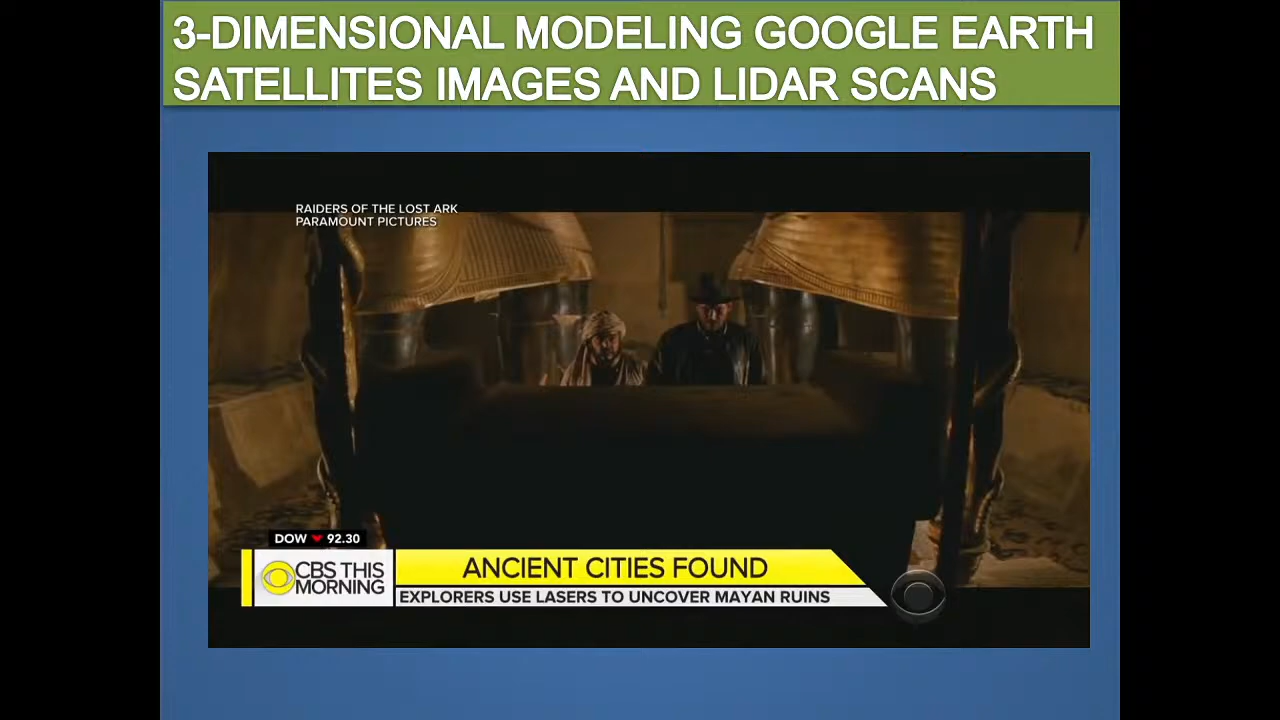 3-DIMENSIONAL MODELING GOOGLE EARTH
SATELLITES IMAGES AND LIDAR SCANS
RAIDERS OF THE LOST ARK
PARAMOUNT PICTURES
DOW 92.30
CBS THIS
MORNING
ANCIENT CITIES FOUND
EXPLORERS USE LASERS TO UNCOVER MAYAN RUINS